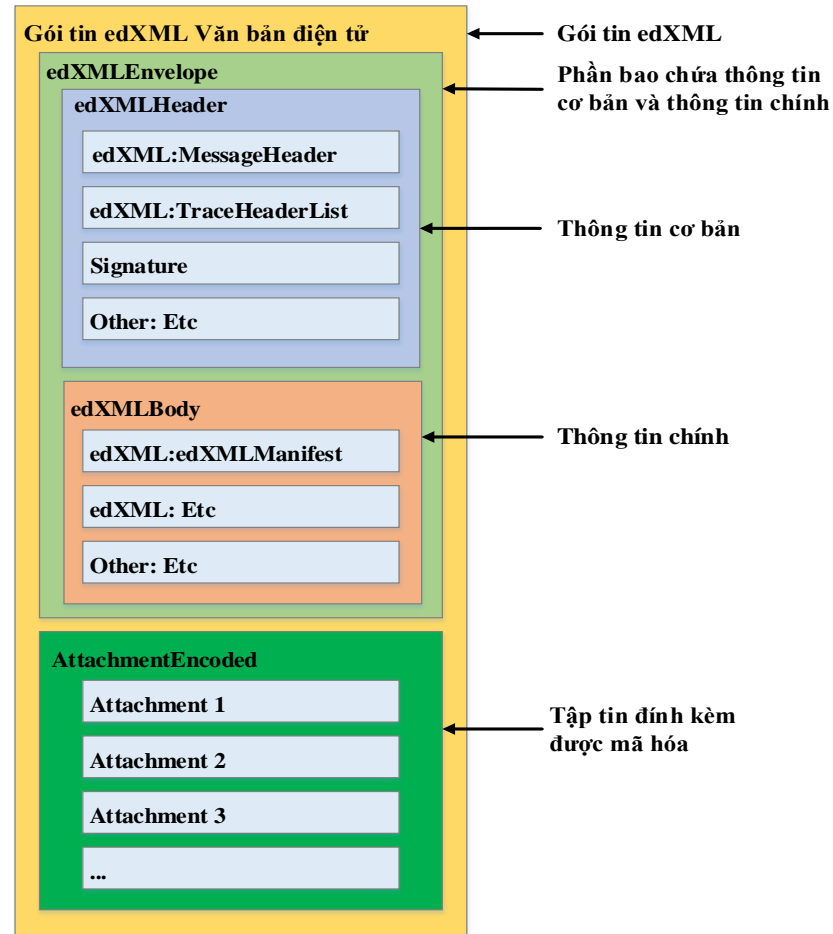 Gói tin edXML Văn bản điện tử
Gói tin edXML
edXMLEnvelope
Phần bao chứa thông tin
cơ bản và thông tin chính
edXMLHeader
edXML:MessageHeader
edXML:TraceHeaderList
Thông tin cơ bản
Signature
Other: Etc
edXMLBody
Thông tin chính
edXML:edXMLManifest
edXML: Etc
Other: Etc
AttachmentEncoded
Attachment 1
Tập tin đính kèm
được mã hóa
Attachment 2
Attachment 3
...